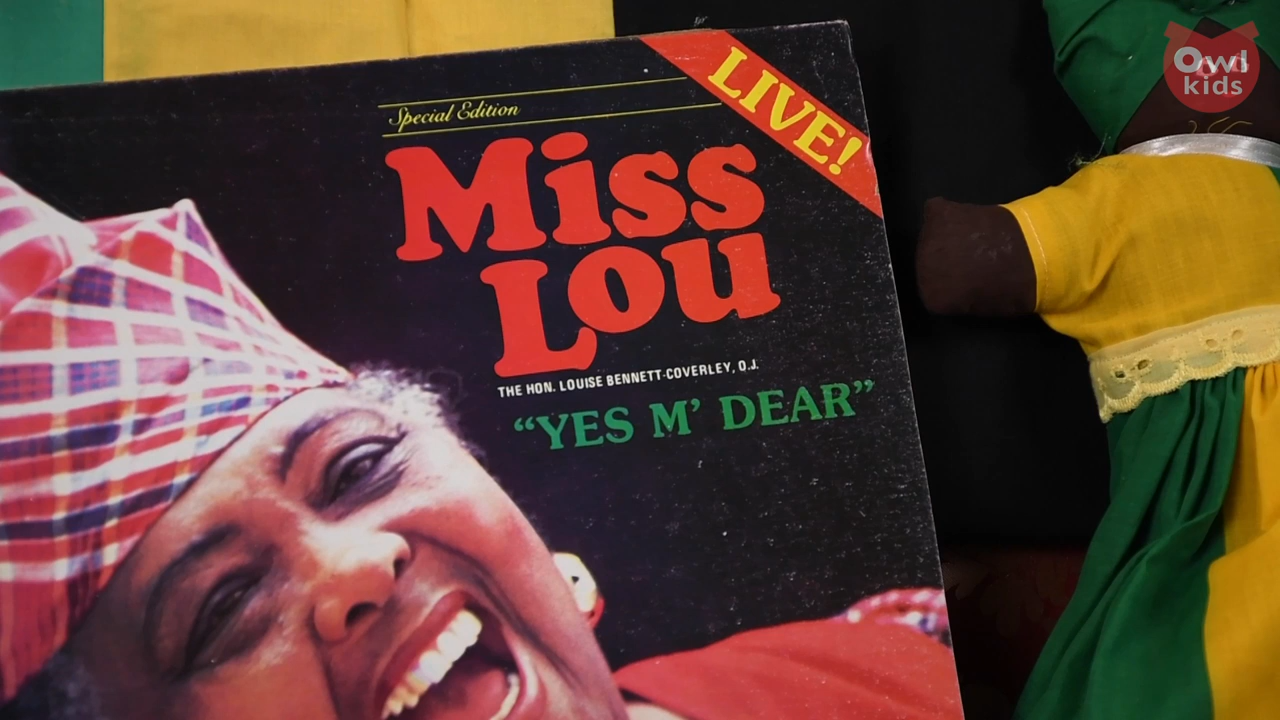 Special Edition
LIVE!
Miss
Lou
THE HON. LOUISE BENNETT-COVERLEY, O.J.
“YES M’ DEAR”
Owl
kids